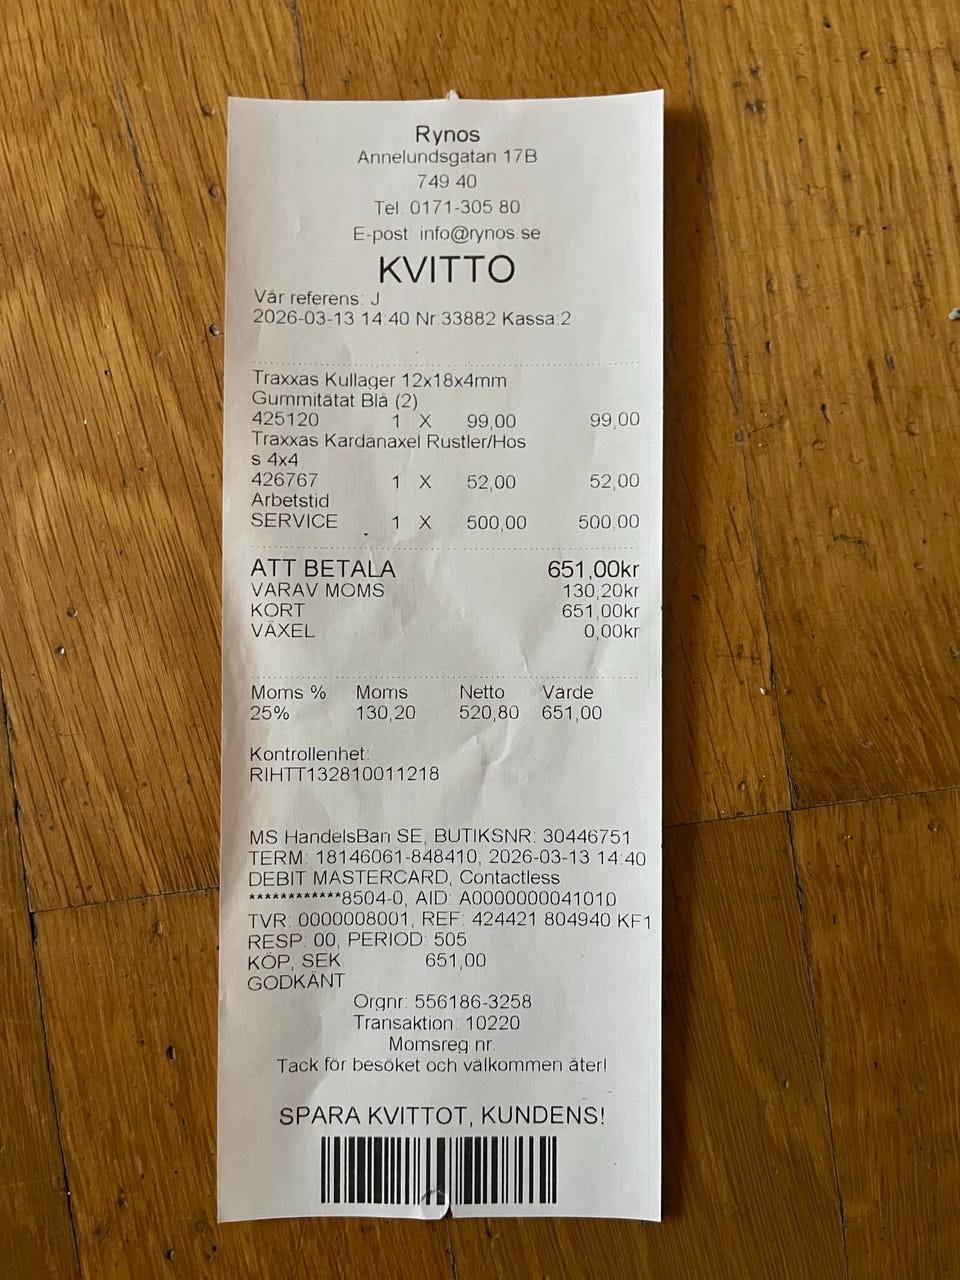 Rynos
Annelundsgatan 17B
749 40
Tel: 0171-305 80
E-post: info@rynos.se
KVITTO
Vår referens: J
2026-03-13 14:40 Nr:33882 Kassa:2
Traxxas Kullager 12x18x4mm
Gummitätat Blå (2)
425120 1 X 99,00 99,00
Traxxas Kardanaxel Rustler/Hos
s 4x4
426767 1 X 52,00 52,00
Arbetstid
SERVICE 1 X 500,00 500,00
ATT BETALA 651,00kr
VARAV MOMS 130,20kr
KORT 651,00kr
VÄXEL 0,00kr
Moms % Moms Netto Värde
25% 130,20 520,80 651,00
Kontrollenhet:
RIHTT132810011218
MS HandelsBan SE, BUTIKSNR: 30446751
TERM: 18146061-848410, 2026-03-13 14:40
DEBIT MASTERCARD, Contactless
************8504-0, AID: A0000000041010
TVR: 0000008001, REF: 424421 804940 KF1
RESP: 00, PERIOD: 505
KÖP, SEK 651,00
GODKÄNT
Orgnr: 556186-3258
Transaktion: 10220
Momsreg nr.
Tack för besöket och välkommen åter!
SPARA KVITTOT, KUNDENS!